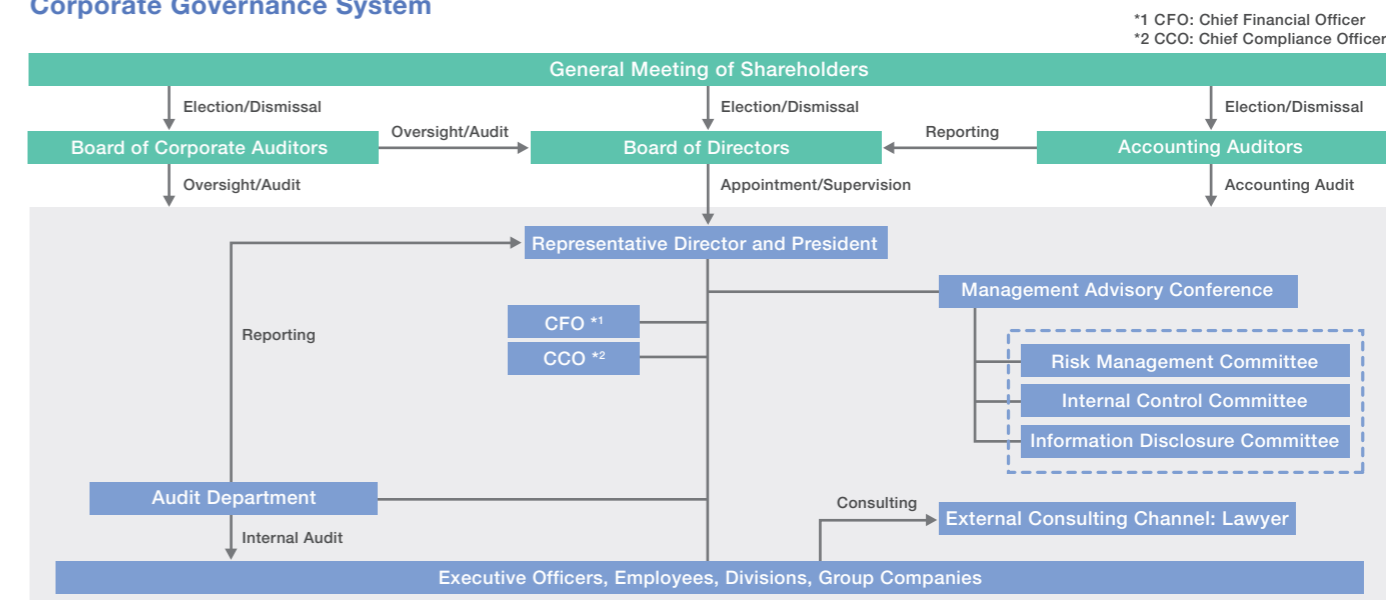 Corporate Governance System
*1 CFO: Chief Financial Officer
*2 CCO: Chief Compliance Officer
General Meeting of Shareholders
Election/Dismissal
Election/Dismissal
Election/Dismissal
Board of Corporate Auditors
Oversight/Audit
Board of Directors
Reporting
Accounting Auditors
Oversight/Audit
Appointment/Supervision
Accounting Audit
Representative Director and President
Management Advisory Conference
CFO *1
Reporting
CCO *2
Risk Management Committee
Internal Control Committee
Information Disclosure Committee
Audit Department
Consulting
External Consulting Channel: Lawyer
Internal Audit
Executive Officers, Employees, Divisions, Group Companies